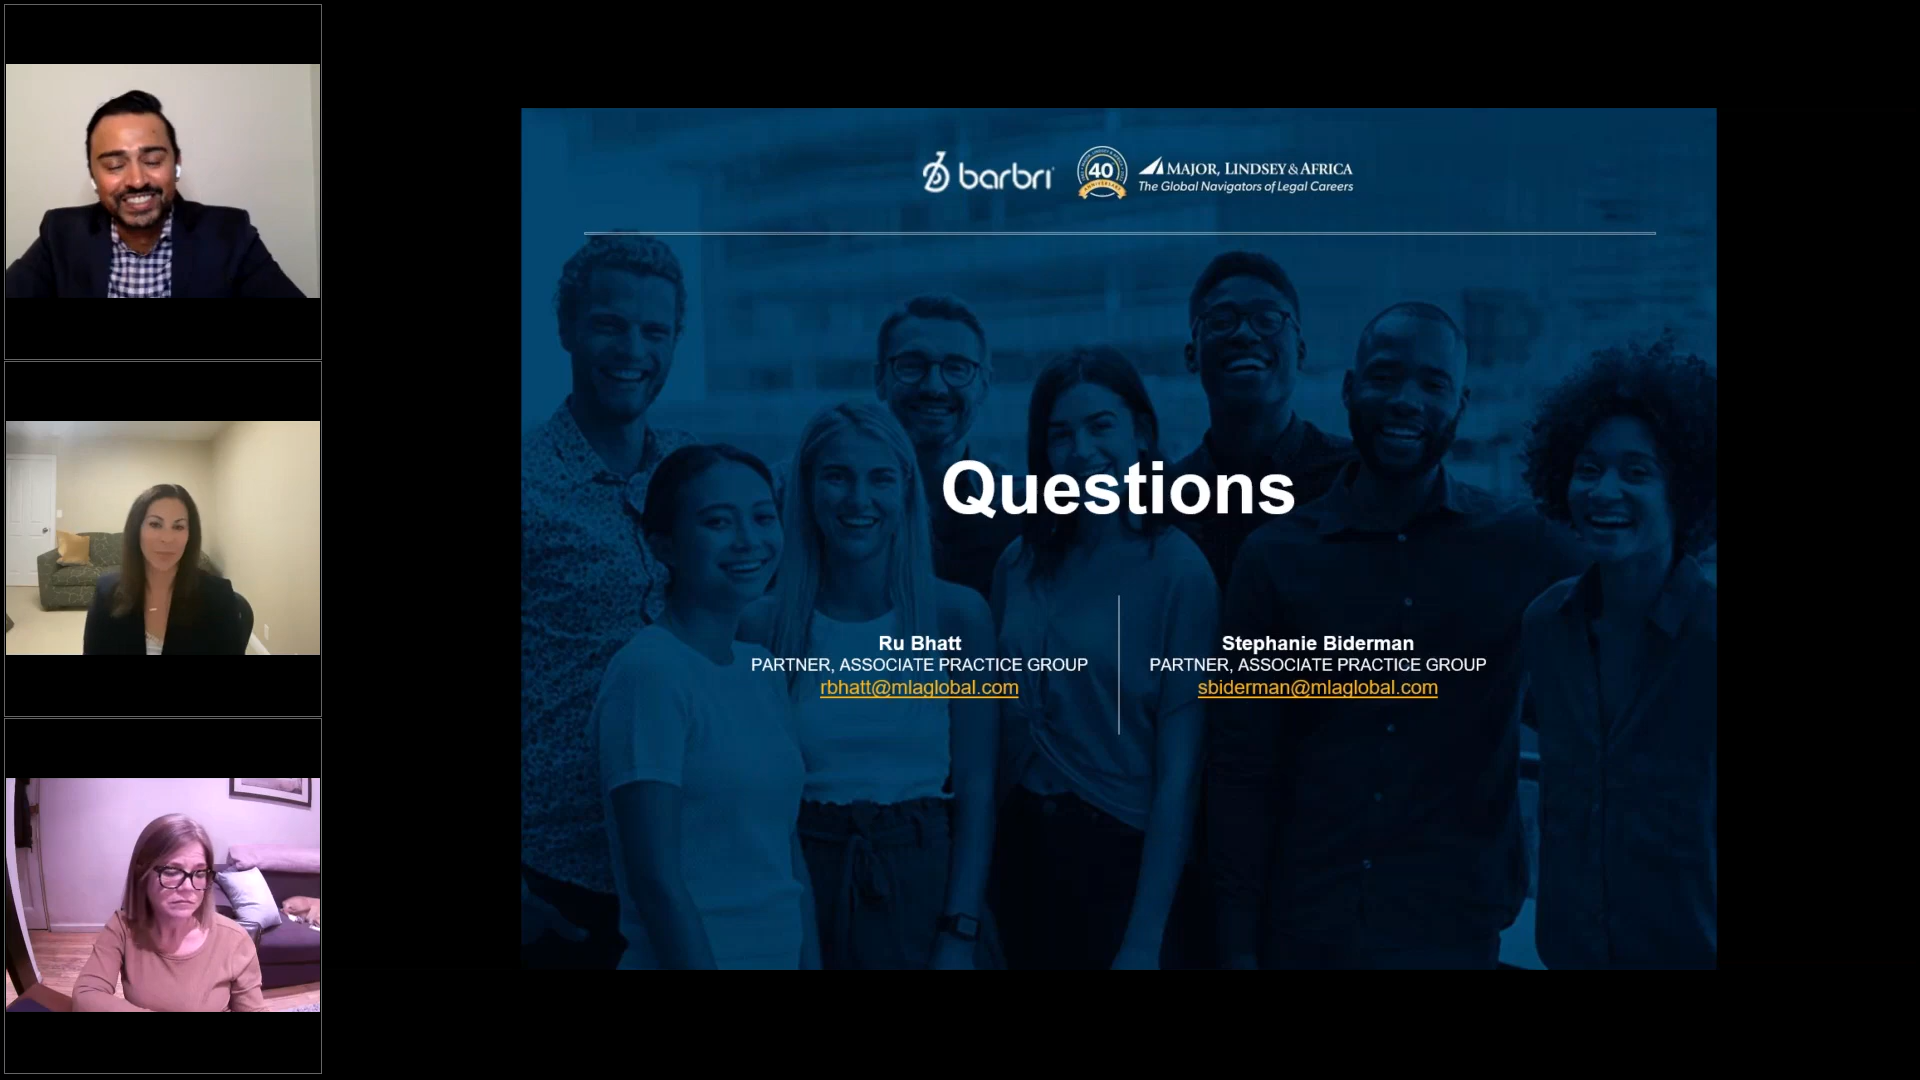 barbri
40
ANNIVERSARY
MAJOR, LINDSEY & AFRICA
The Global Navigators of Legal Careers
Questions
Ru Bhatt
PARTNER, ASSOCIATE PRACTICE GROUP
rbhatt@mlaglobal.com
Stephanie Biderman
PARTNER, ASSOCIATE PRACTICE GROUP
sbiderman@mlaglobal.com